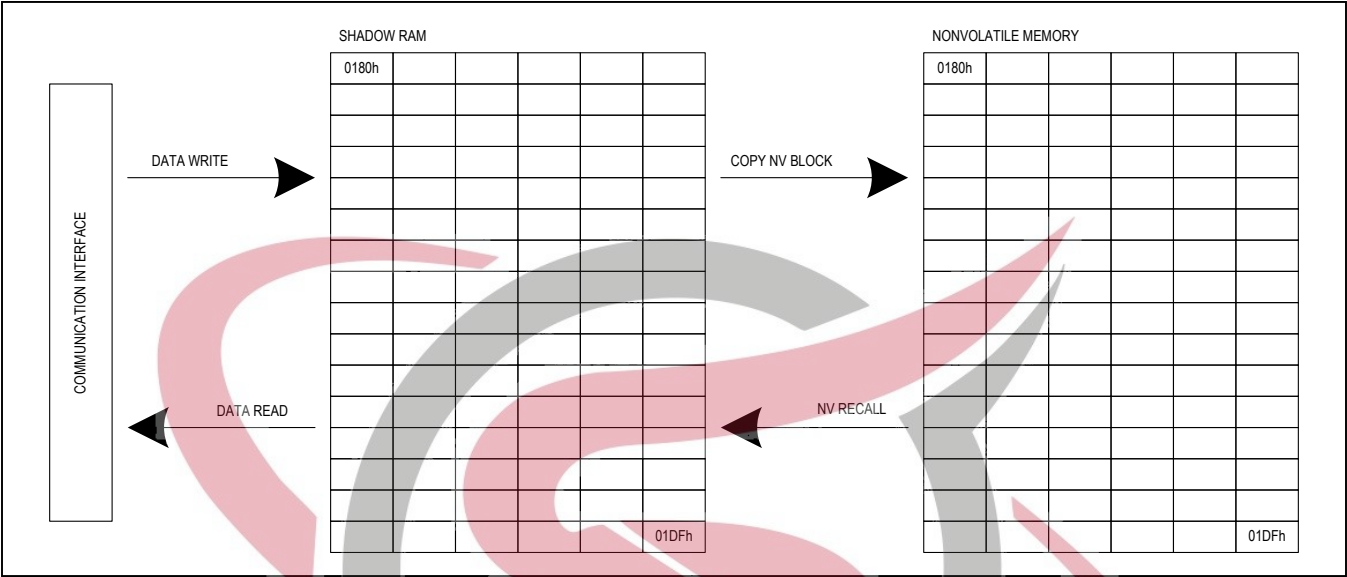 SHADOW RAM
NONVOLATILE MEMORY
0180h
0180h
DATA WRITE
COPY NV BLOCK
COMMUNICATION INTERFACE
DATA READ
NV RECALL
01DFh
01DFh